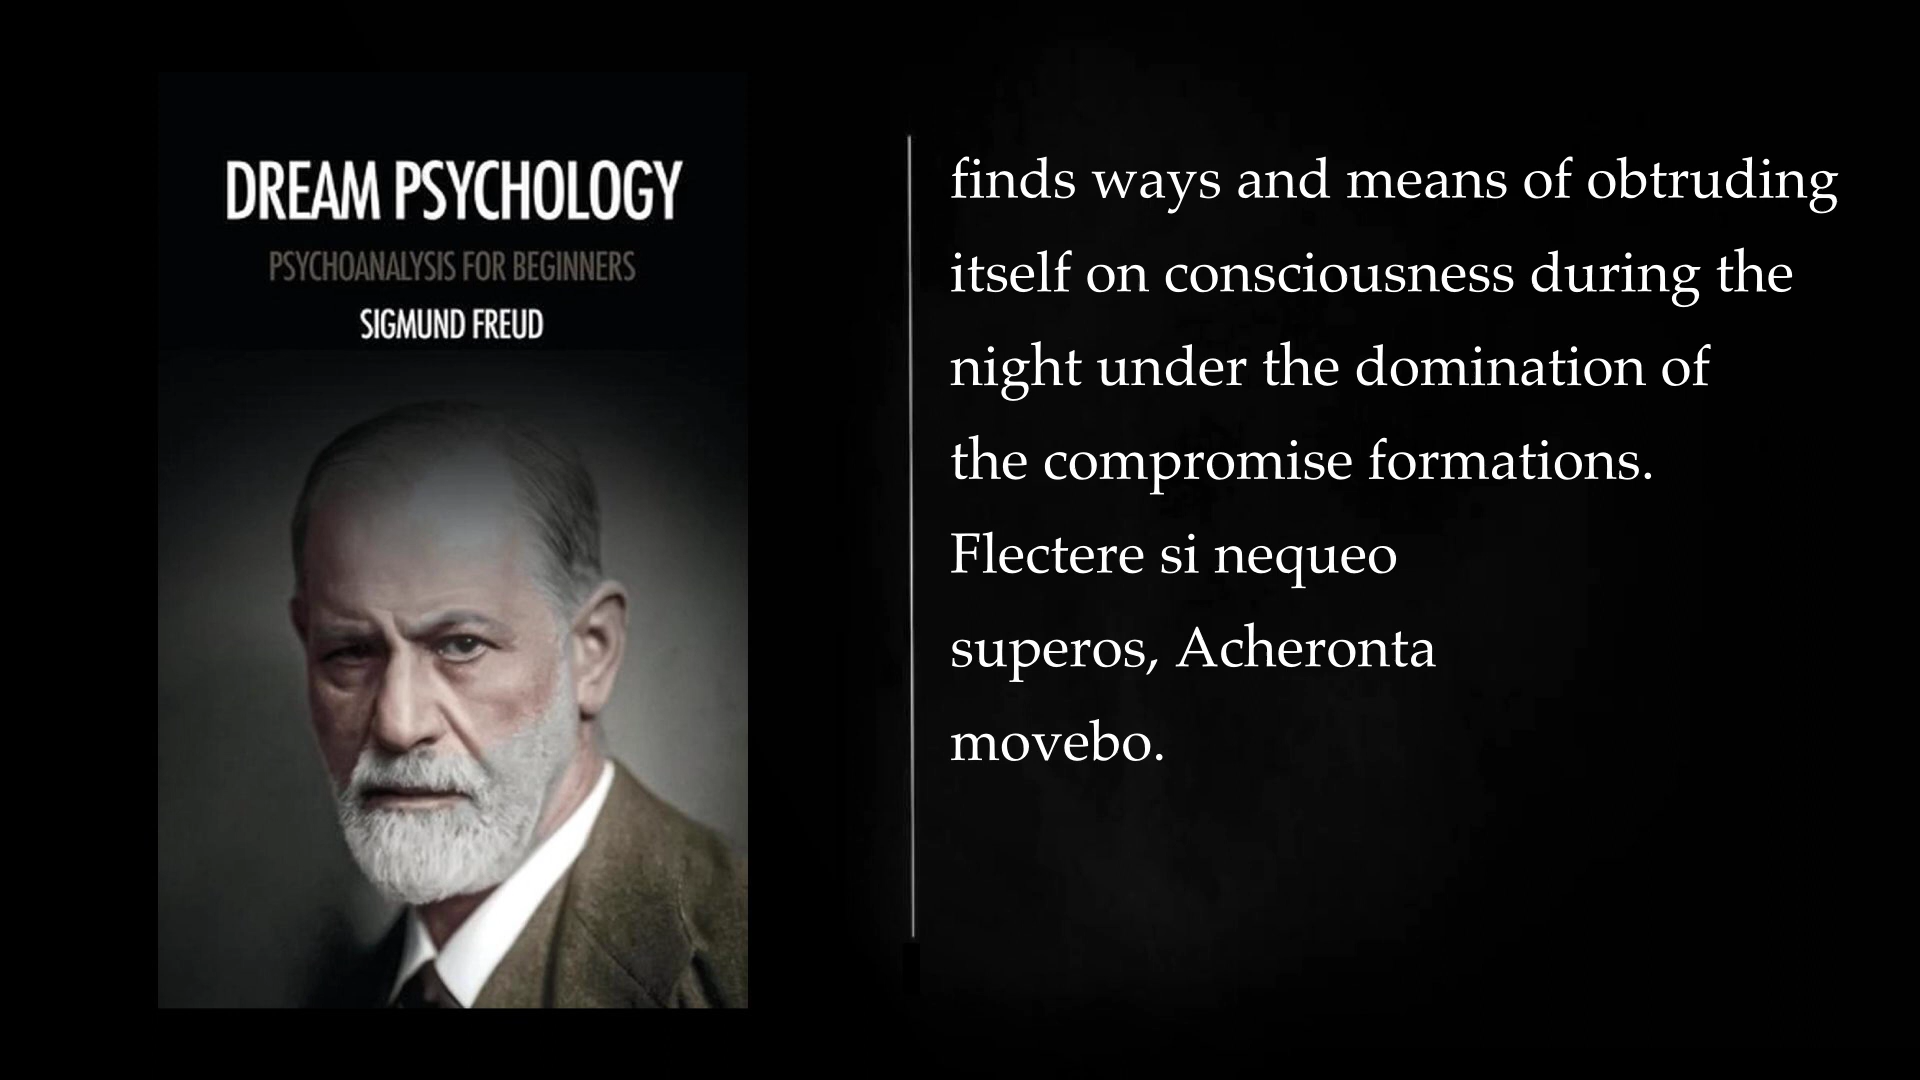 DREAM PSYCHOLOGY
PSYCHOANALYSIS FOR BEGINNERS
SIGMUND FREUD
finds ways and means of obtruding
itself on consciousness during the
night under the domination of
the compromise formations.
Flectere si nequeo
superos, Acheronta
movebo.